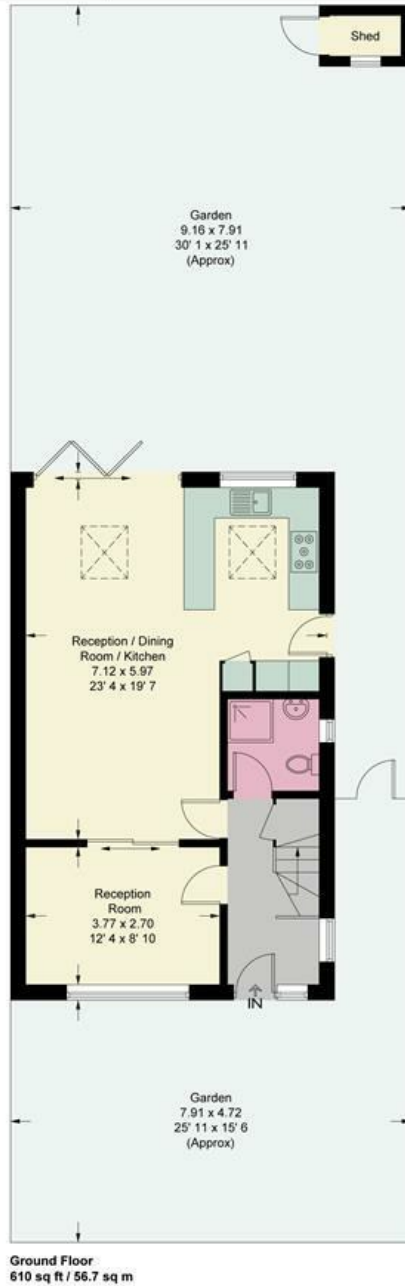 Shed
Garden
9.16 x 7.91
30' 1 x 25' 11
(Approx)
Reception / Dining
Room / Kitchen
7.12 x 5.97
23' 4 x 19' 7
Reception
Room
3.77 x 2.70
12' 4 x 8' 10
IN
Garden
7.91 x 4.72
25' 11 x 15' 6
(Approx)
Ground Floor
610 sq ft / 56.7 sq m